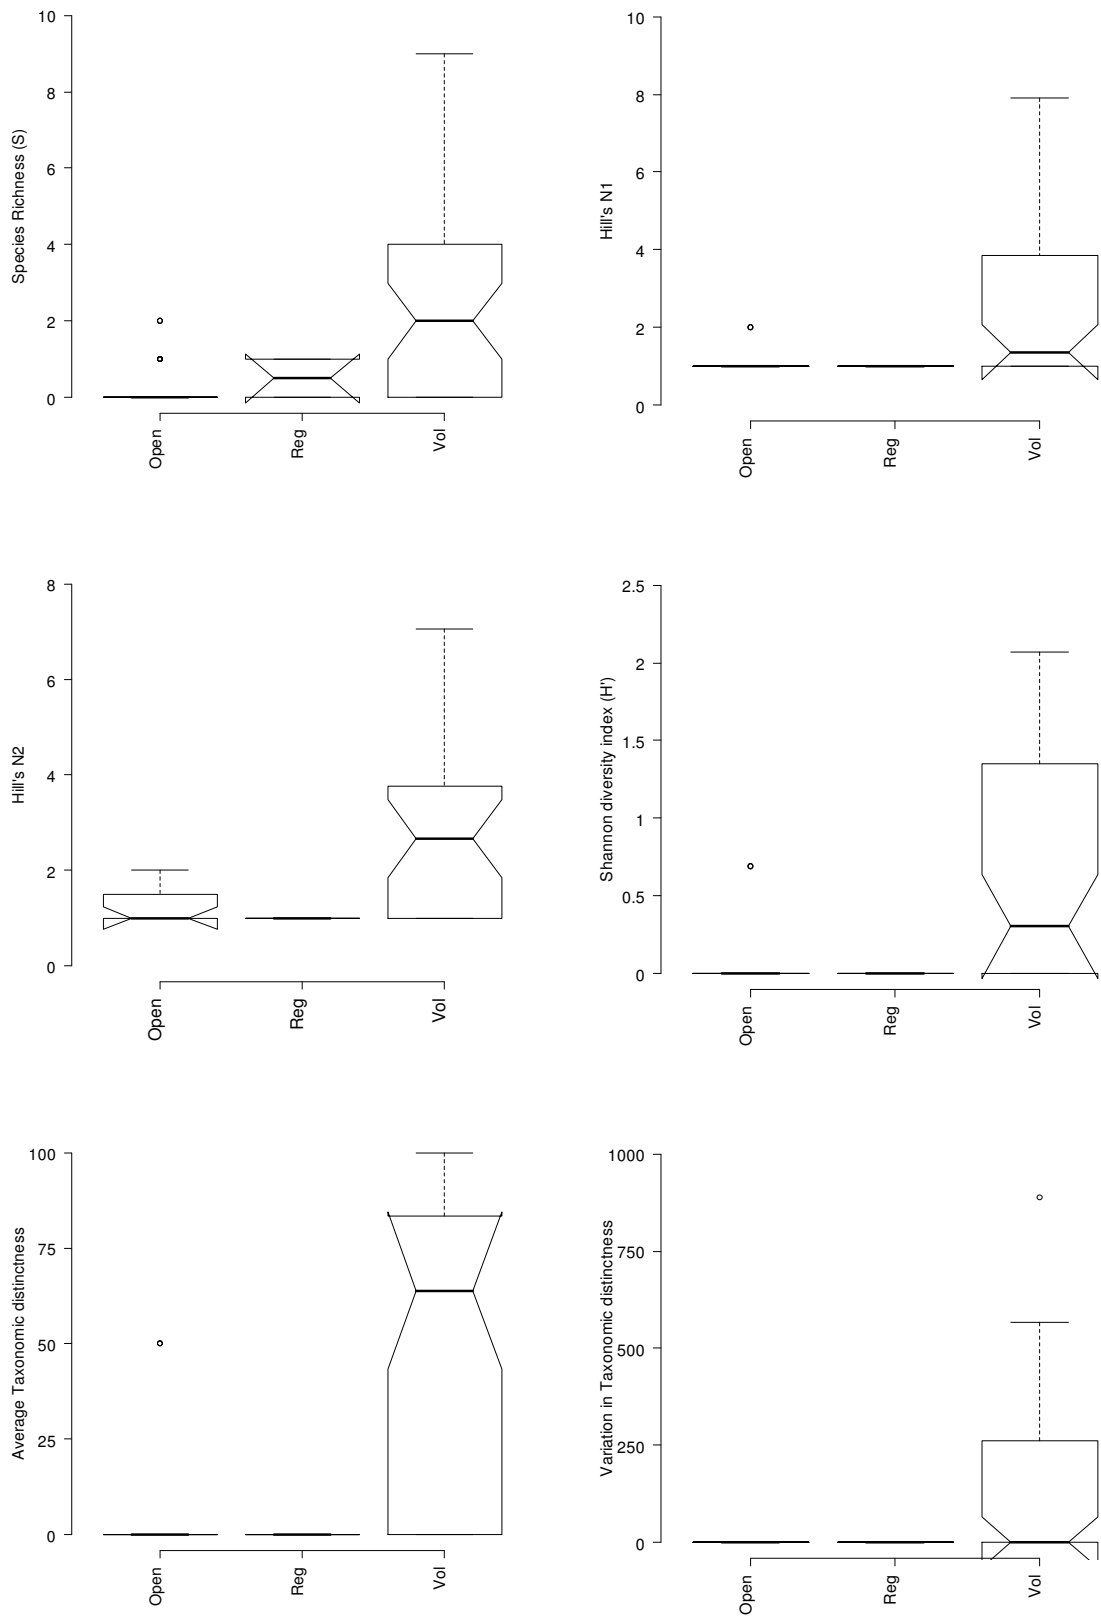 Species Richness (S)
10
8
6
4
2
0
Open
Reg
Vol
Hill's N1
10
8
6
4
2
0
Open
Reg
Vol
Hill's N2
8
6
4
2
0
Open
Reg
Vol
Shannon diversity index (H')
2.5
2
1.5
1
0.5
0
Open
Reg
Vol
Average Taxonomic distinctness
100
75
50
25
0
Open
Reg
Vol
Variation in Taxonomic distinctness
1000
750
500
250
0
Open
Reg
Vol